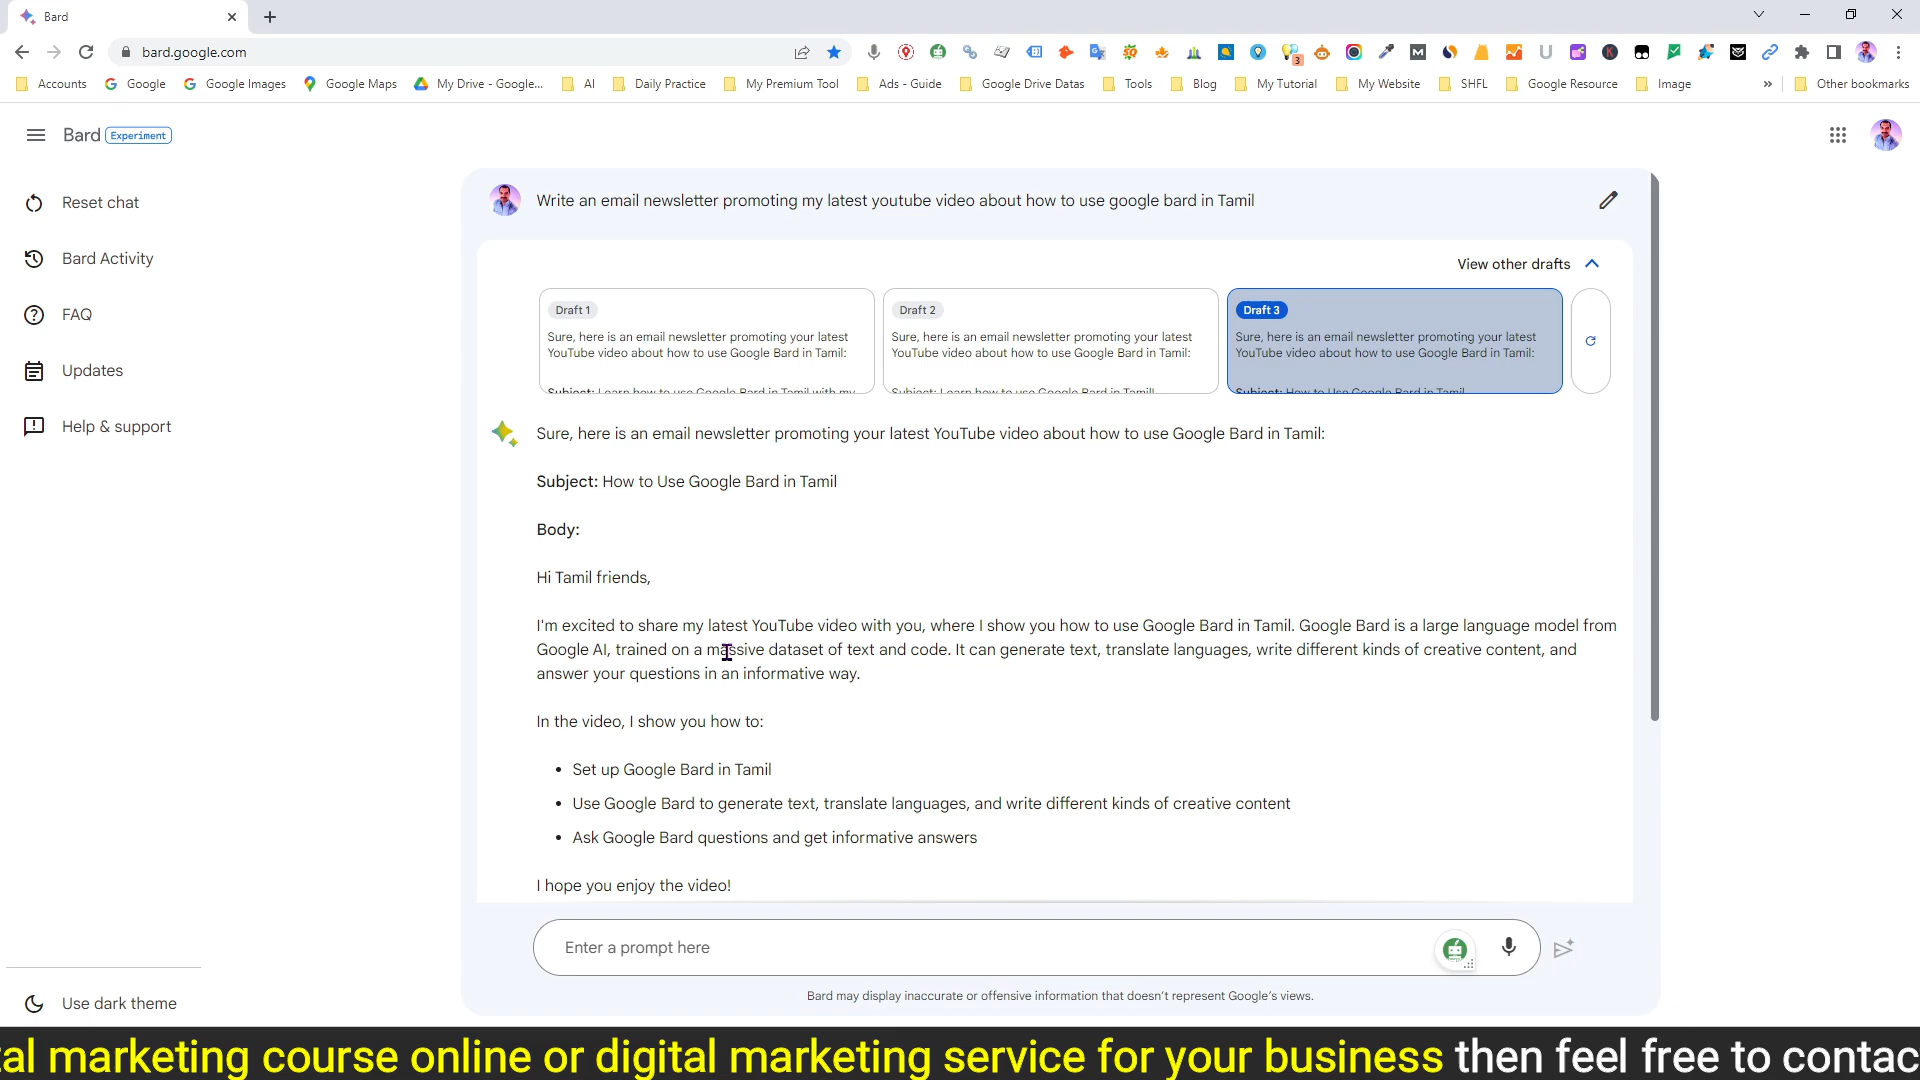 Bard
bard.google.com
3
Accounts
Google
Google Images
Google Maps
My Drive - Google...
AI
Daily Practice
My Premium Tool
Ads - Guide
Google Drive Datas
Tools
Blog
My Tutorial
My Website
SHFL
Google Resource
Image
»
Other bookmarks
Bard Experiment
Reset chat
Bard Activity
FAQ
Updates
Help & support
Use dark theme
Write an email newsletter promoting my latest youtube video about how to use google bard in Tamil
View other drafts
Draft 1
Sure, here is an email newsletter promoting your latest
YouTube video about how to use Google Bard in Tamil:
Subject: Learn how to use Google Bard in Tamil with my
Draft 2
Sure, here is an email newsletter promoting your latest
YouTube video about how to use Google Bard in Tamil:
Subject: Learn how to use Google Bard in Tamil!
Draft 3
Sure, here is an email newsletter promoting your latest
YouTube video about how to use Google Bard in Tamil:
Subject: How to Use Google Bard in Tamil
Sure, here is an email newsletter promoting your latest YouTube video about how to use Google Bard in Tamil:
Subject: How to Use Google Bard in Tamil
Body:
Hi Tamil friends,
I'm excited to share my latest YouTube video with you, where I show you how to use Google Bard in Tamil. Google Bard is a large language model from
Google AI, trained on a massive dataset of text and code. It can generate text, translate languages, write different kinds of creative content, and
answer your questions in an informative way.
In the video, I show you how to:
• Set up Google Bard in Tamil
• Use Google Bard to generate text, translate languages, and write different kinds of creative content
• Ask Google Bard questions and get informative answers
I hope you enjoy the video!
Enter a prompt here
Bard may display inaccurate or offensive information that doesn't represent Google's views.
tal marketing course online or digital marketing service for your business then feel free to contac